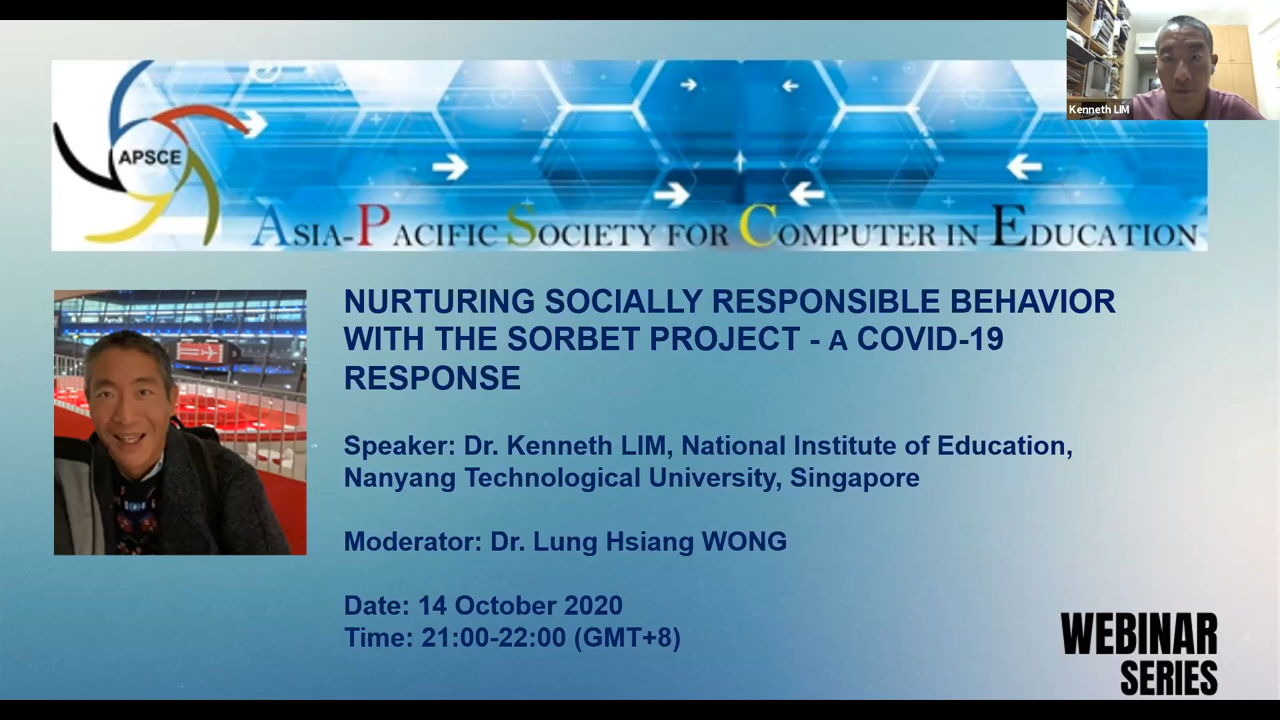 Kenneth LIM
APSCE
ASIA-PACIFIC SOCIETY FOR COMPUTER IN EDUCATION
NURTURING SOCIALLY RESPONSIBLE BEHAVIOR
WITH THE SORBET PROJECT - A COVID-19
RESPONSE
Speaker: Dr. Kenneth LIM, National Institute of Education,
Nanyang Technological University, Singapore
Moderator: Dr. Lung Hsiang WONG
Date: 14 October 2020
Time: 21:00-22:00 (GMT+8)
WEBINAR
SERIES